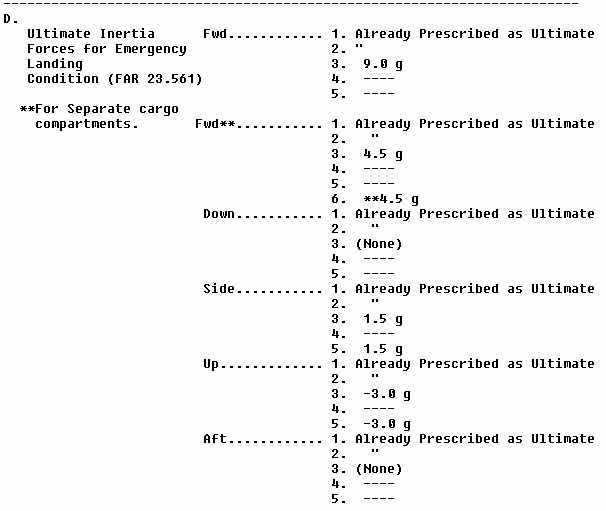 ------------------------------------------------------------------------
D.
Ultimate Inertia Fwd............ 1. Already Prescribed as Ultimate
Forces for Emergency 2. "
Landing 3. 9.0 g
Condition (FAR 23.561) 4. ----
5. ----
**For Separate cargo
compartments. Fwd**........... 1. Already Prescribed as Ultimate
2. "
3. 4.5 g
4. ----
5. ----
6. **4.5 g
Down........... 1. Already Prescribed as Ultimate
2. "
3. (None)
4. ----
5. ----
Side........... 1. Already Prescribed as Ultimate
2. "
3. 1.5 g
4. ----
5. 1.5 g
Up............. 1. Already Prescribed as Ultimate
2. "
3. -3.0 g
4. ----
5. -3.0 g
Aft............ 1. Already Prescribed as Ultimate
2. "
3. (None)
4. ----
5. ----